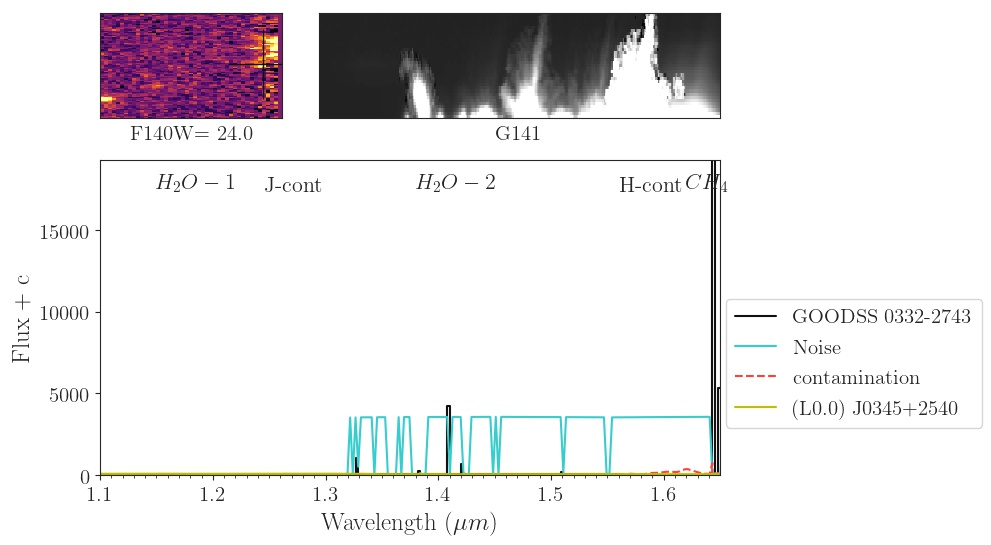 F140W= 24.0
G141
H₂O − 1 J-cont H₂O − 2 H-cont CH₄
15000
10000
5000
0
Flux + c
1.1 1.2 1.3 1.4 1.5 1.6
Wavelength (μm)
GOODSS 0332-2743
Noise
contamination
(L0.0) J0345+2540